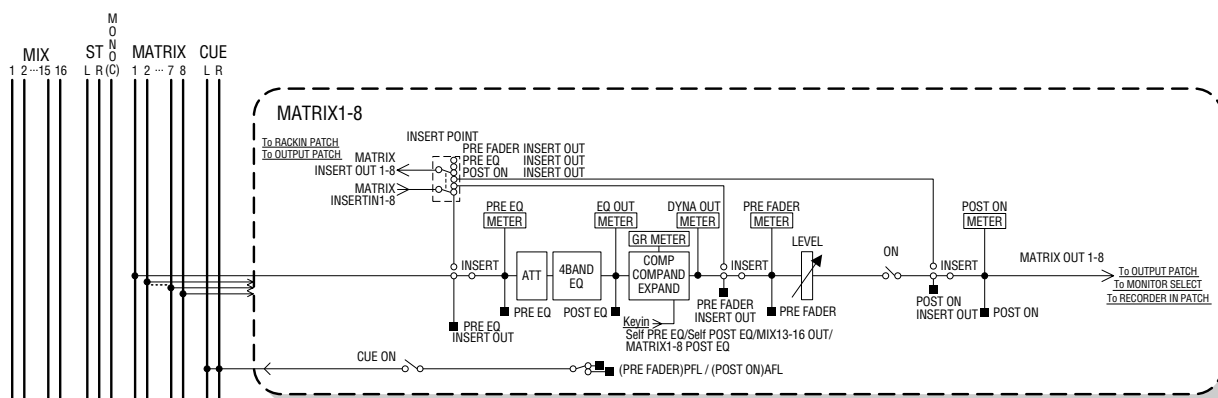 MONO(C)
MIX
ST
MATRIX
CUE
1 2 ··· 15 16
L R
1 2 ··· 7 8
L R
MATRIX1-8
To RACKIN PATCH
To OUTPUT PATCH
INSERT POINT
PRE FADER INSERT OUT
PRE EQ INSERT OUT
POST ON INSERT OUT
MATRIX
INSERT OUT 1-8
MATRIX
INSERTIN1-8
PRE EQ
METER
EQ OUT
METER
DYNA OUT
METER
PRE FADER
METER
POST ON
METER
GR METER
LEVEL
ON
INSERT
ATT
4BAND
EQ
COMP
COMPAND
EXPAND
INSERT
INSERT
MATRIX OUT 1-8
To OUTPUT PATCH
To MONITOR SELECT
To RECORDER IN PATCH
PRE EQ
INSERT OUT
PRE EQ
POST EQ
Keyin
Self PRE EQ/Self POST EQ/MIX13-16 OUT/
MATRIX1-8 POST EQ
PRE FADER
INSERT OUT
PRE FADER
POST ON
INSERT OUT
POST ON
CUE ON
(PRE FADER)PFL / (POST ON)AFL